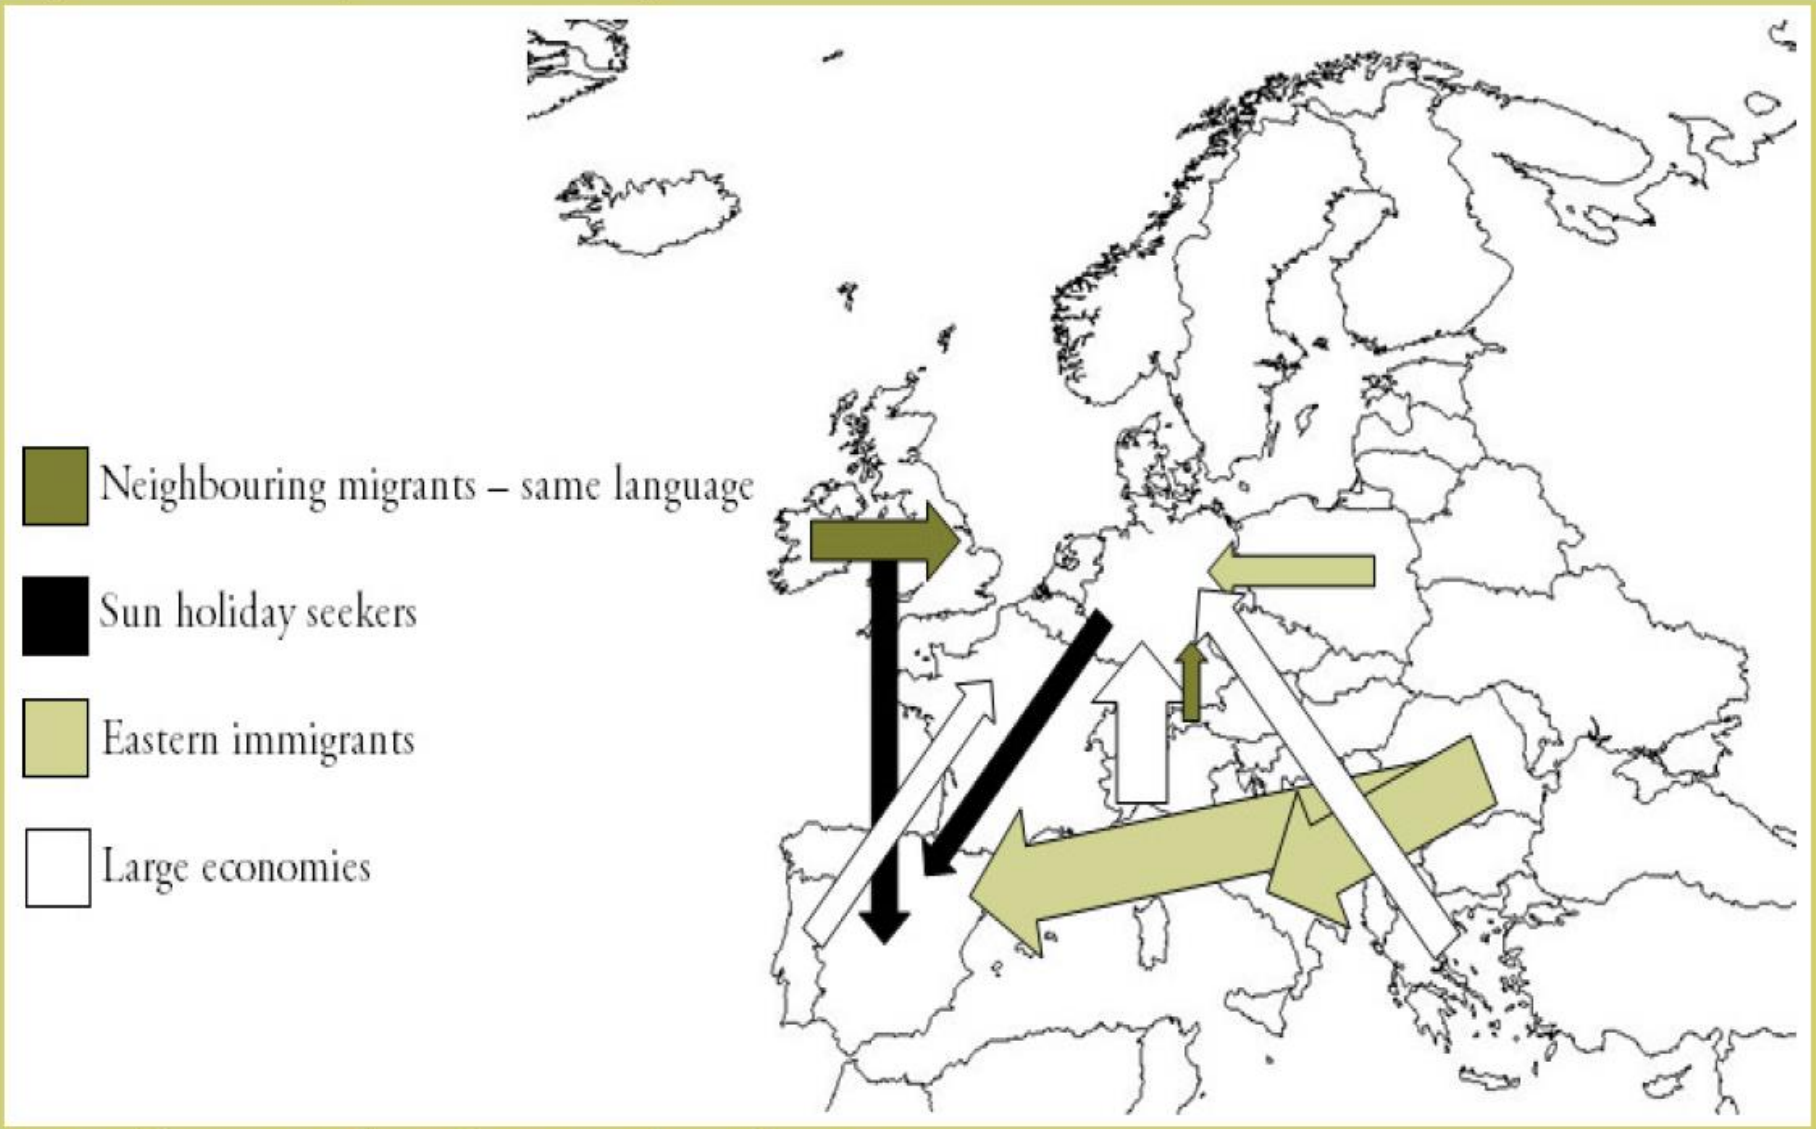 Neighbouring migrants – same language
Sun holiday seekers
Eastern immigrants
Large economies